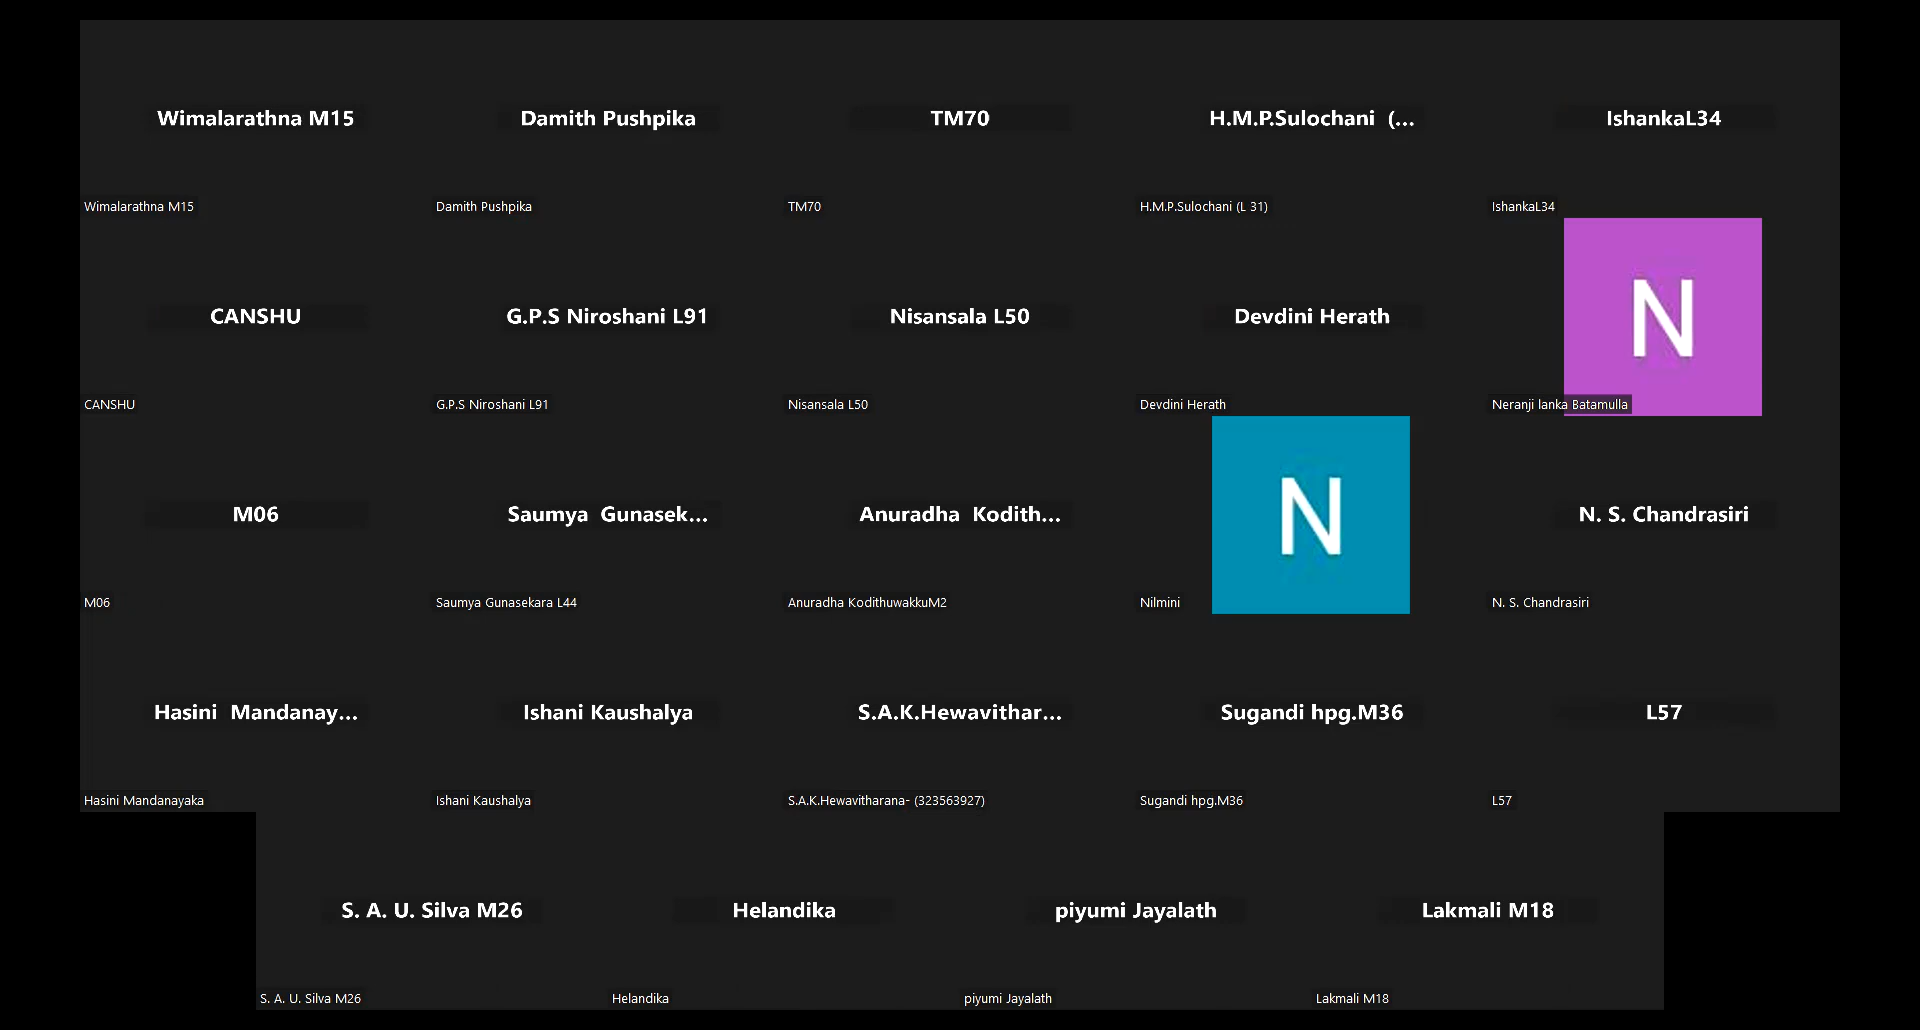 Wimalarathna M15
Damith Pushpika
TM70
H.M.P.Sulochani (...
IshankaL34
Wimalarathna M15
Damith Pushpika
TM70
H.M.P.Sulochani (L 31)
IshankaL34
CANSHU
G.P.S Niroshani L91
Nisansala L50
Devdini Herath
N
CANSHU
G.P.S Niroshani L91
Nisansala L50
Devdini Herath
Neranji lanka Batamulla
M06
Saumya Gunasek...
Anuradha Kodith...
N
N. S. Chandrasiri
M06
Saumya Gunasekara L44
Anuradha KodithuwakkuM2
Nilmini
N. S. Chandrasiri
Hasini Mandanay...
Ishani Kaushalya
S.A.K.Hewavithar...
Sugandi hpg.M36
L57
Hasini Mandanayaka
Ishani Kaushalya
S.A.K.Hewavitharana- (323563927)
Sugandi hpg.M36
L57
S. A. U. Silva M26
Helandika
piyumi Jayalath
Lakmali M18
S. A. U. Silva M26
Helandika
piyumi Jayalath
Lakmali M18